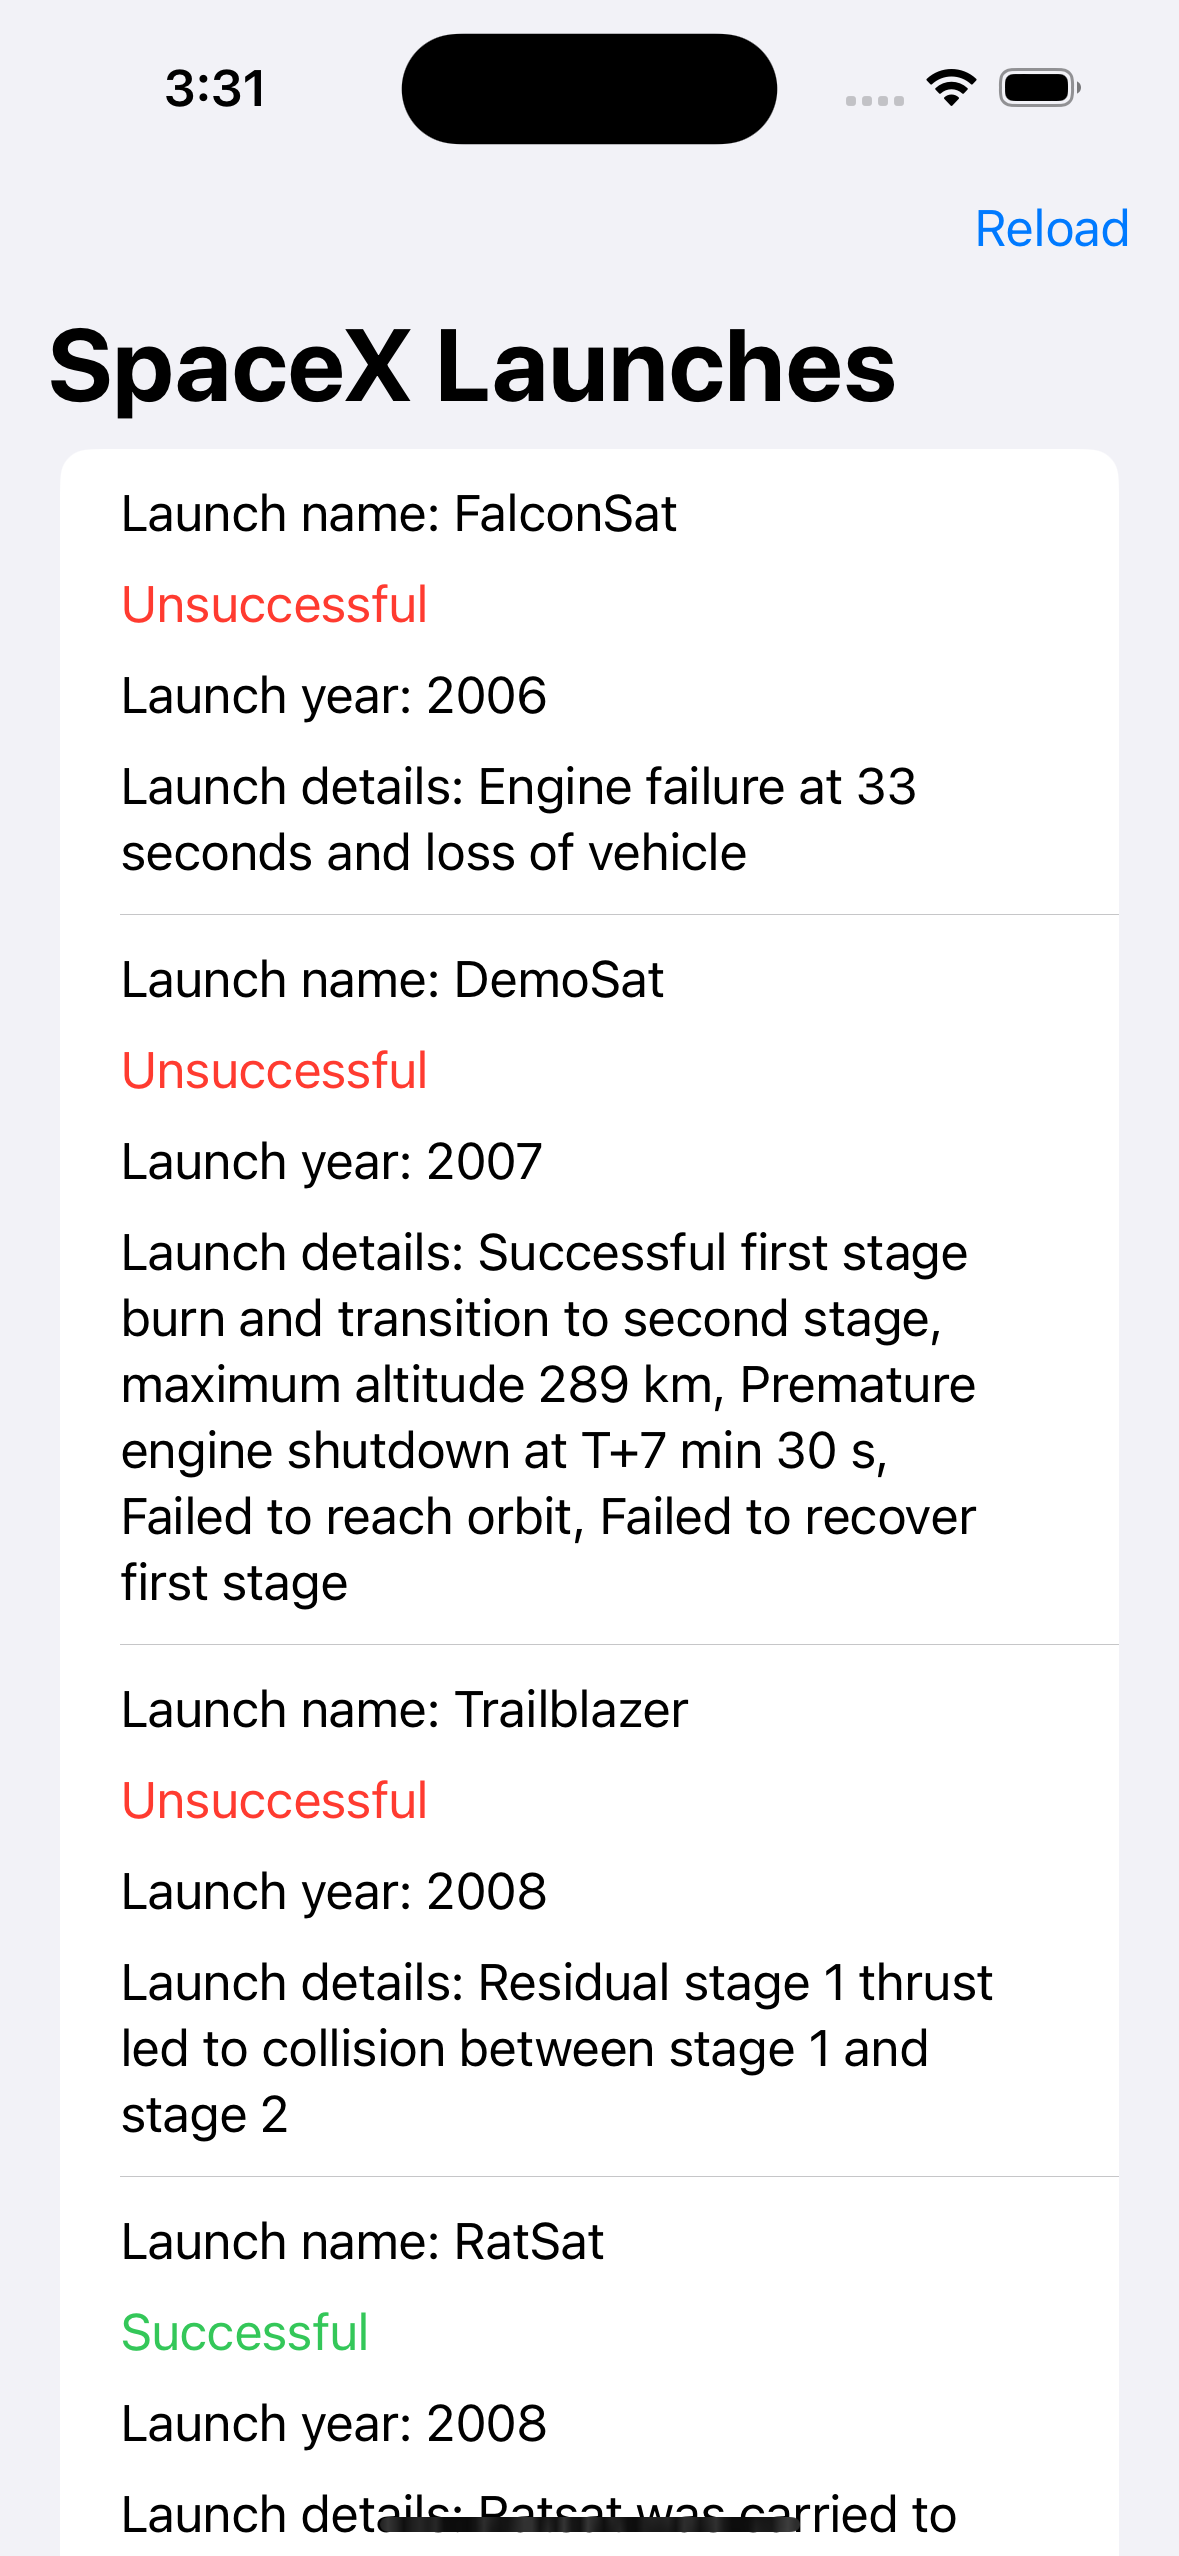 3:31
Reload
SpaceX Launches
Launch name: FalconSat
Unsuccessful
Launch year: 2006
Launch details: Engine failure at 33
seconds and loss of vehicle
Launch name: DemoSat
Unsuccessful
Launch year: 2007
Launch details: Successful first stage
burn and transition to second stage,
maximum altitude 289 km, Premature
engine shutdown at T+7 min 30 s,
Failed to reach orbit, Failed to recover
first stage
Launch name: Trailblazer
Unsuccessful
Launch year: 2008
Launch details: Residual stage 1 thrust
led to collision between stage 1 and
stage 2
Launch name: RatSat
Successful
Launch year: 2008
Launch details: Ratsat was carried to